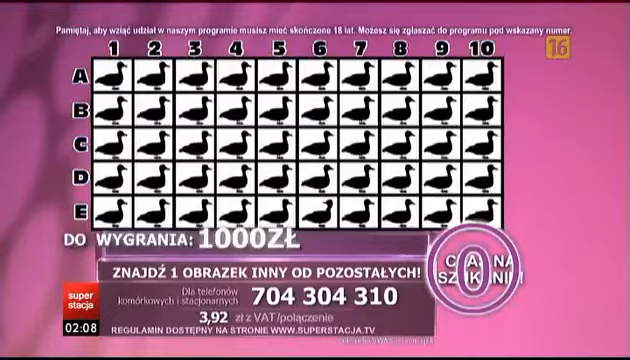 Pamiętaj, aby wziąć udział w naszym programie musisz mieć skończone 18 lat. Możesz się zgłaszać do programu pod wskazany numer.
16
1 2 3 4 5 6 7 8 9 10
A
B
C
D
E
DO WYGRANIA: 1000ZŁ
ZNAJDŹ 1 OBRAZEK INNY OD POZOSTAŁYCH!
0
Dla telefonów
komórkowych i stacjonarnych
704 304 310
3,92 zł z VAT/połączenie
REGULAMIN DOSTĘPNY NA STRONIE WWW.SUPERSTACJA.TV
super
stacja
02:08